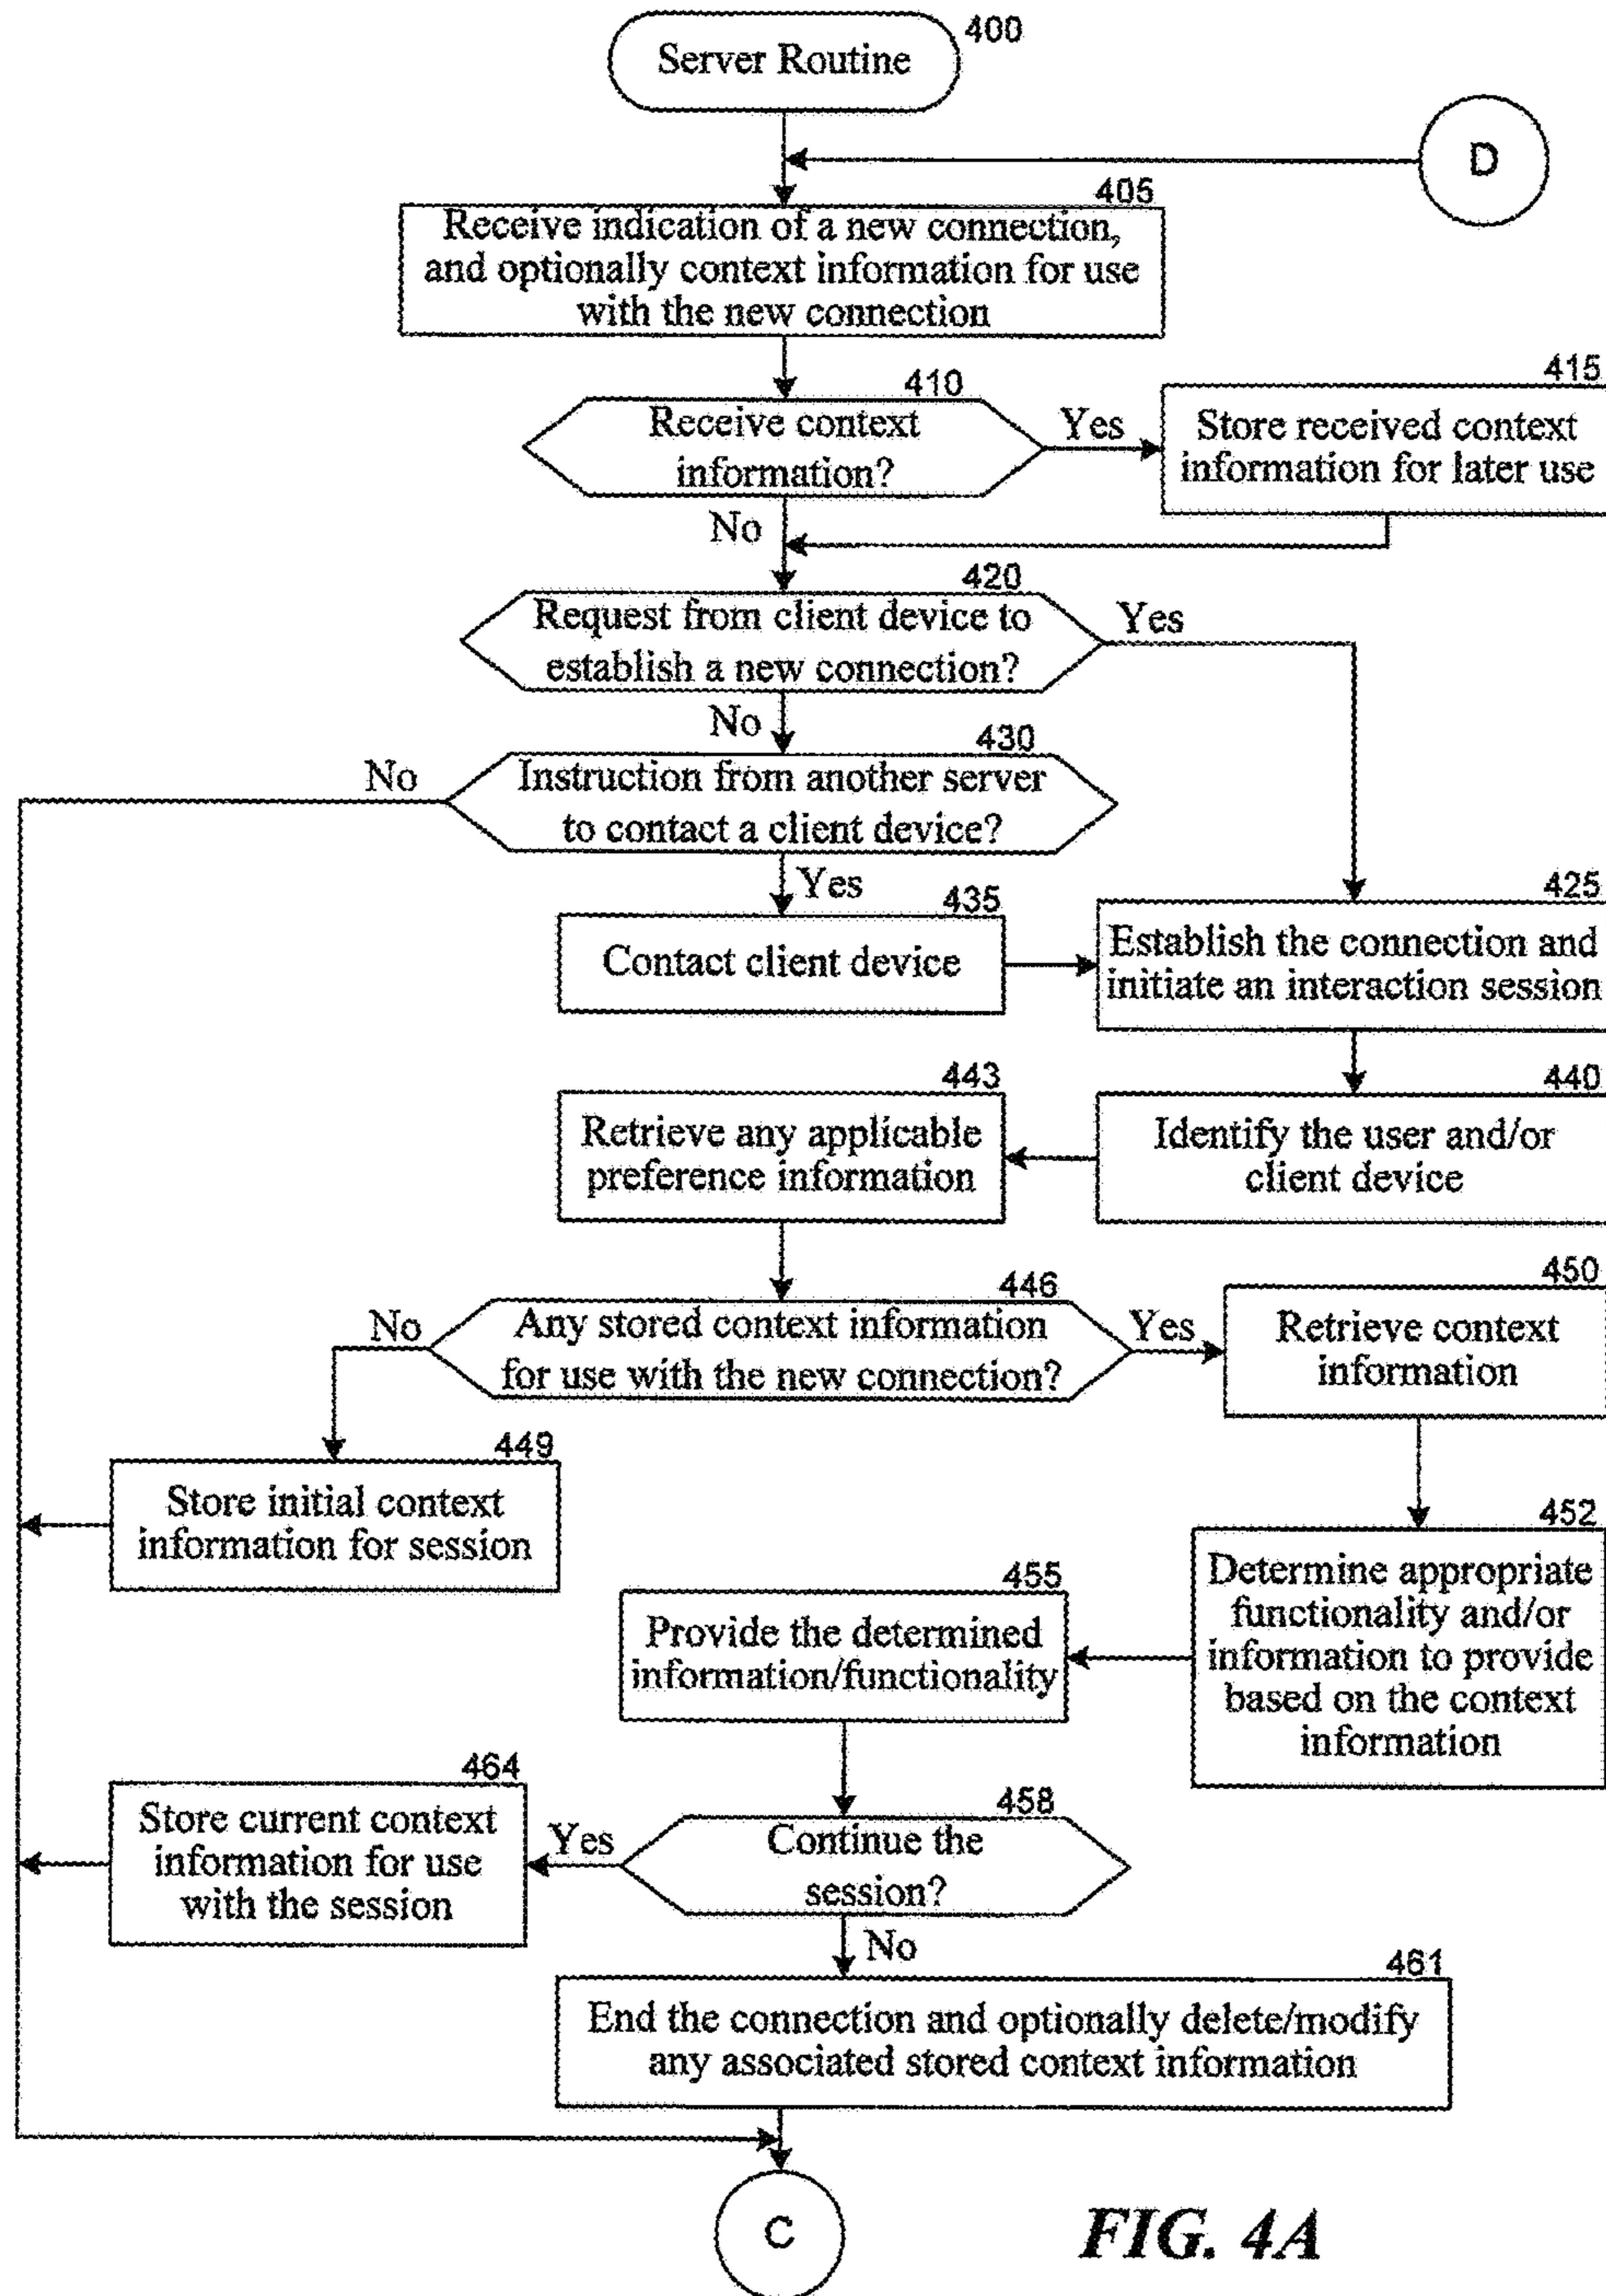 Server Routine
400
D
405
Receive indication of a new connection,
and optionally context information for use
with the new connection
410
Receive context
information?
Yes
No
415
Store received context
information for later use
420
Request from client device to
establish a new connection?
Yes
No
430
Instruction from another server
to contact a client device?
No
Yes
435
Contact client device
425
Establish the connection and
initiate an interaction session
440
Identify the user and/or
client device
443
Retrieve any applicable
preference information
446
Any stored context information
for use with the new connection?
No
Yes
450
Retrieve context
information
449
Store initial context
information for session
452
Determine appropriate
functionality and/or
information to provide
based on the context
information
455
Provide the determined
information/functionality
458
Continue the
session?
Yes
No
464
Store current context
information for use
with the session
461
End the connection and optionally delete/modify
any associated stored context information
C
FIG. 4A